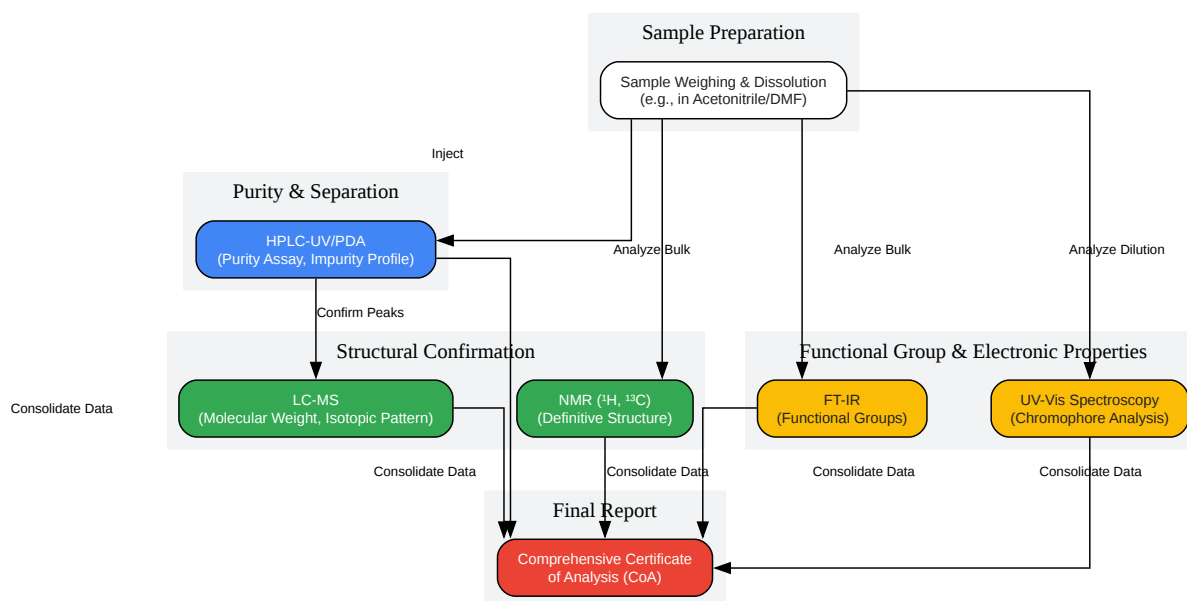 Sample Preparation
Sample Weighing & Dissolution
(e.g., in Acetonitrile/DMF)
Inject
Purity & Separation
HPLC-UV/PDA
(Purity Assay, Impurity Profile)
Analyze Bulk
Analyze Bulk
Analyze Dilution
Confirm Peaks
Structural Confirmation
Functional Group & Electronic Properties
LC-MS
(Molecular Weight, Isotopic Pattern)
NMR (¹H, ¹³C)
(Definitive Structure)
FT-IR
(Functional Groups)
UV-Vis Spectroscopy
(Chromophore Analysis)
Consolidate Data
Consolidate Data
Consolidate Data
Consolidate Data
Consolidate Data
Final Report
Comprehensive Certificate
of Analysis (CoA)